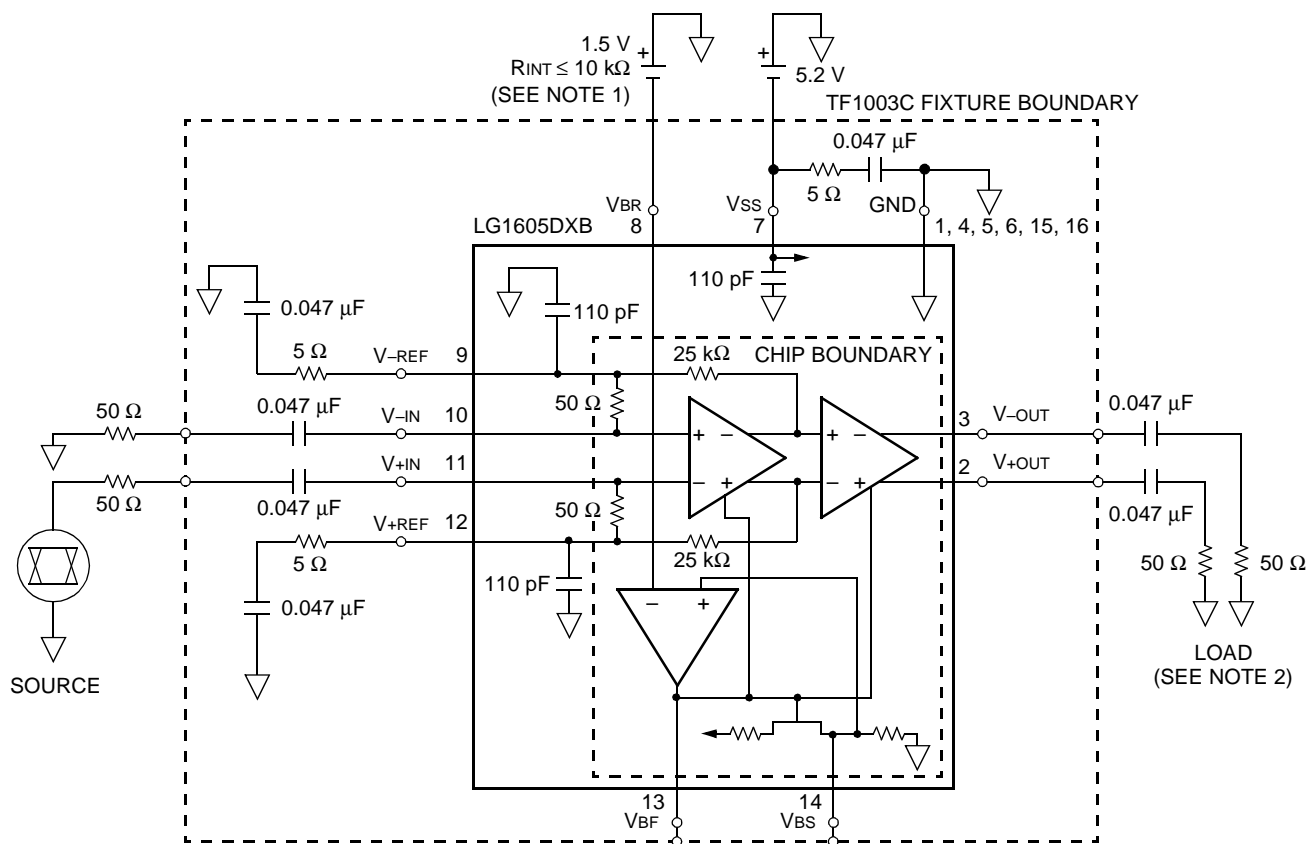 1.5 V
+
RINT ≤ 10 kΩ
(SEE NOTE 1)
+
5.2 V
TF1003C FIXTURE BOUNDARY
0.047 µF
5 Ω
VBR
8
VSS
7
GND
1, 4, 5, 6, 15, 16
LG1605DXB
110 pF
0.047 µF
110 pF
CHIP BOUNDARY
5 Ω
V–REF
9
25 kΩ
50 Ω
50 Ω
0.047 µF
V–IN
10
+ –
+ –
3
V–OUT
0.047 µF
50 Ω
0.047 µF
V+IN
11
– +
– +
2
V+OUT
0.047 µF
50 Ω
V+REF
12
5 Ω
25 kΩ
110 pF
0.047 µF
– +
50 Ω
50 Ω
SOURCE
LOAD
(SEE NOTE 2)
13
VBF
14
VBS